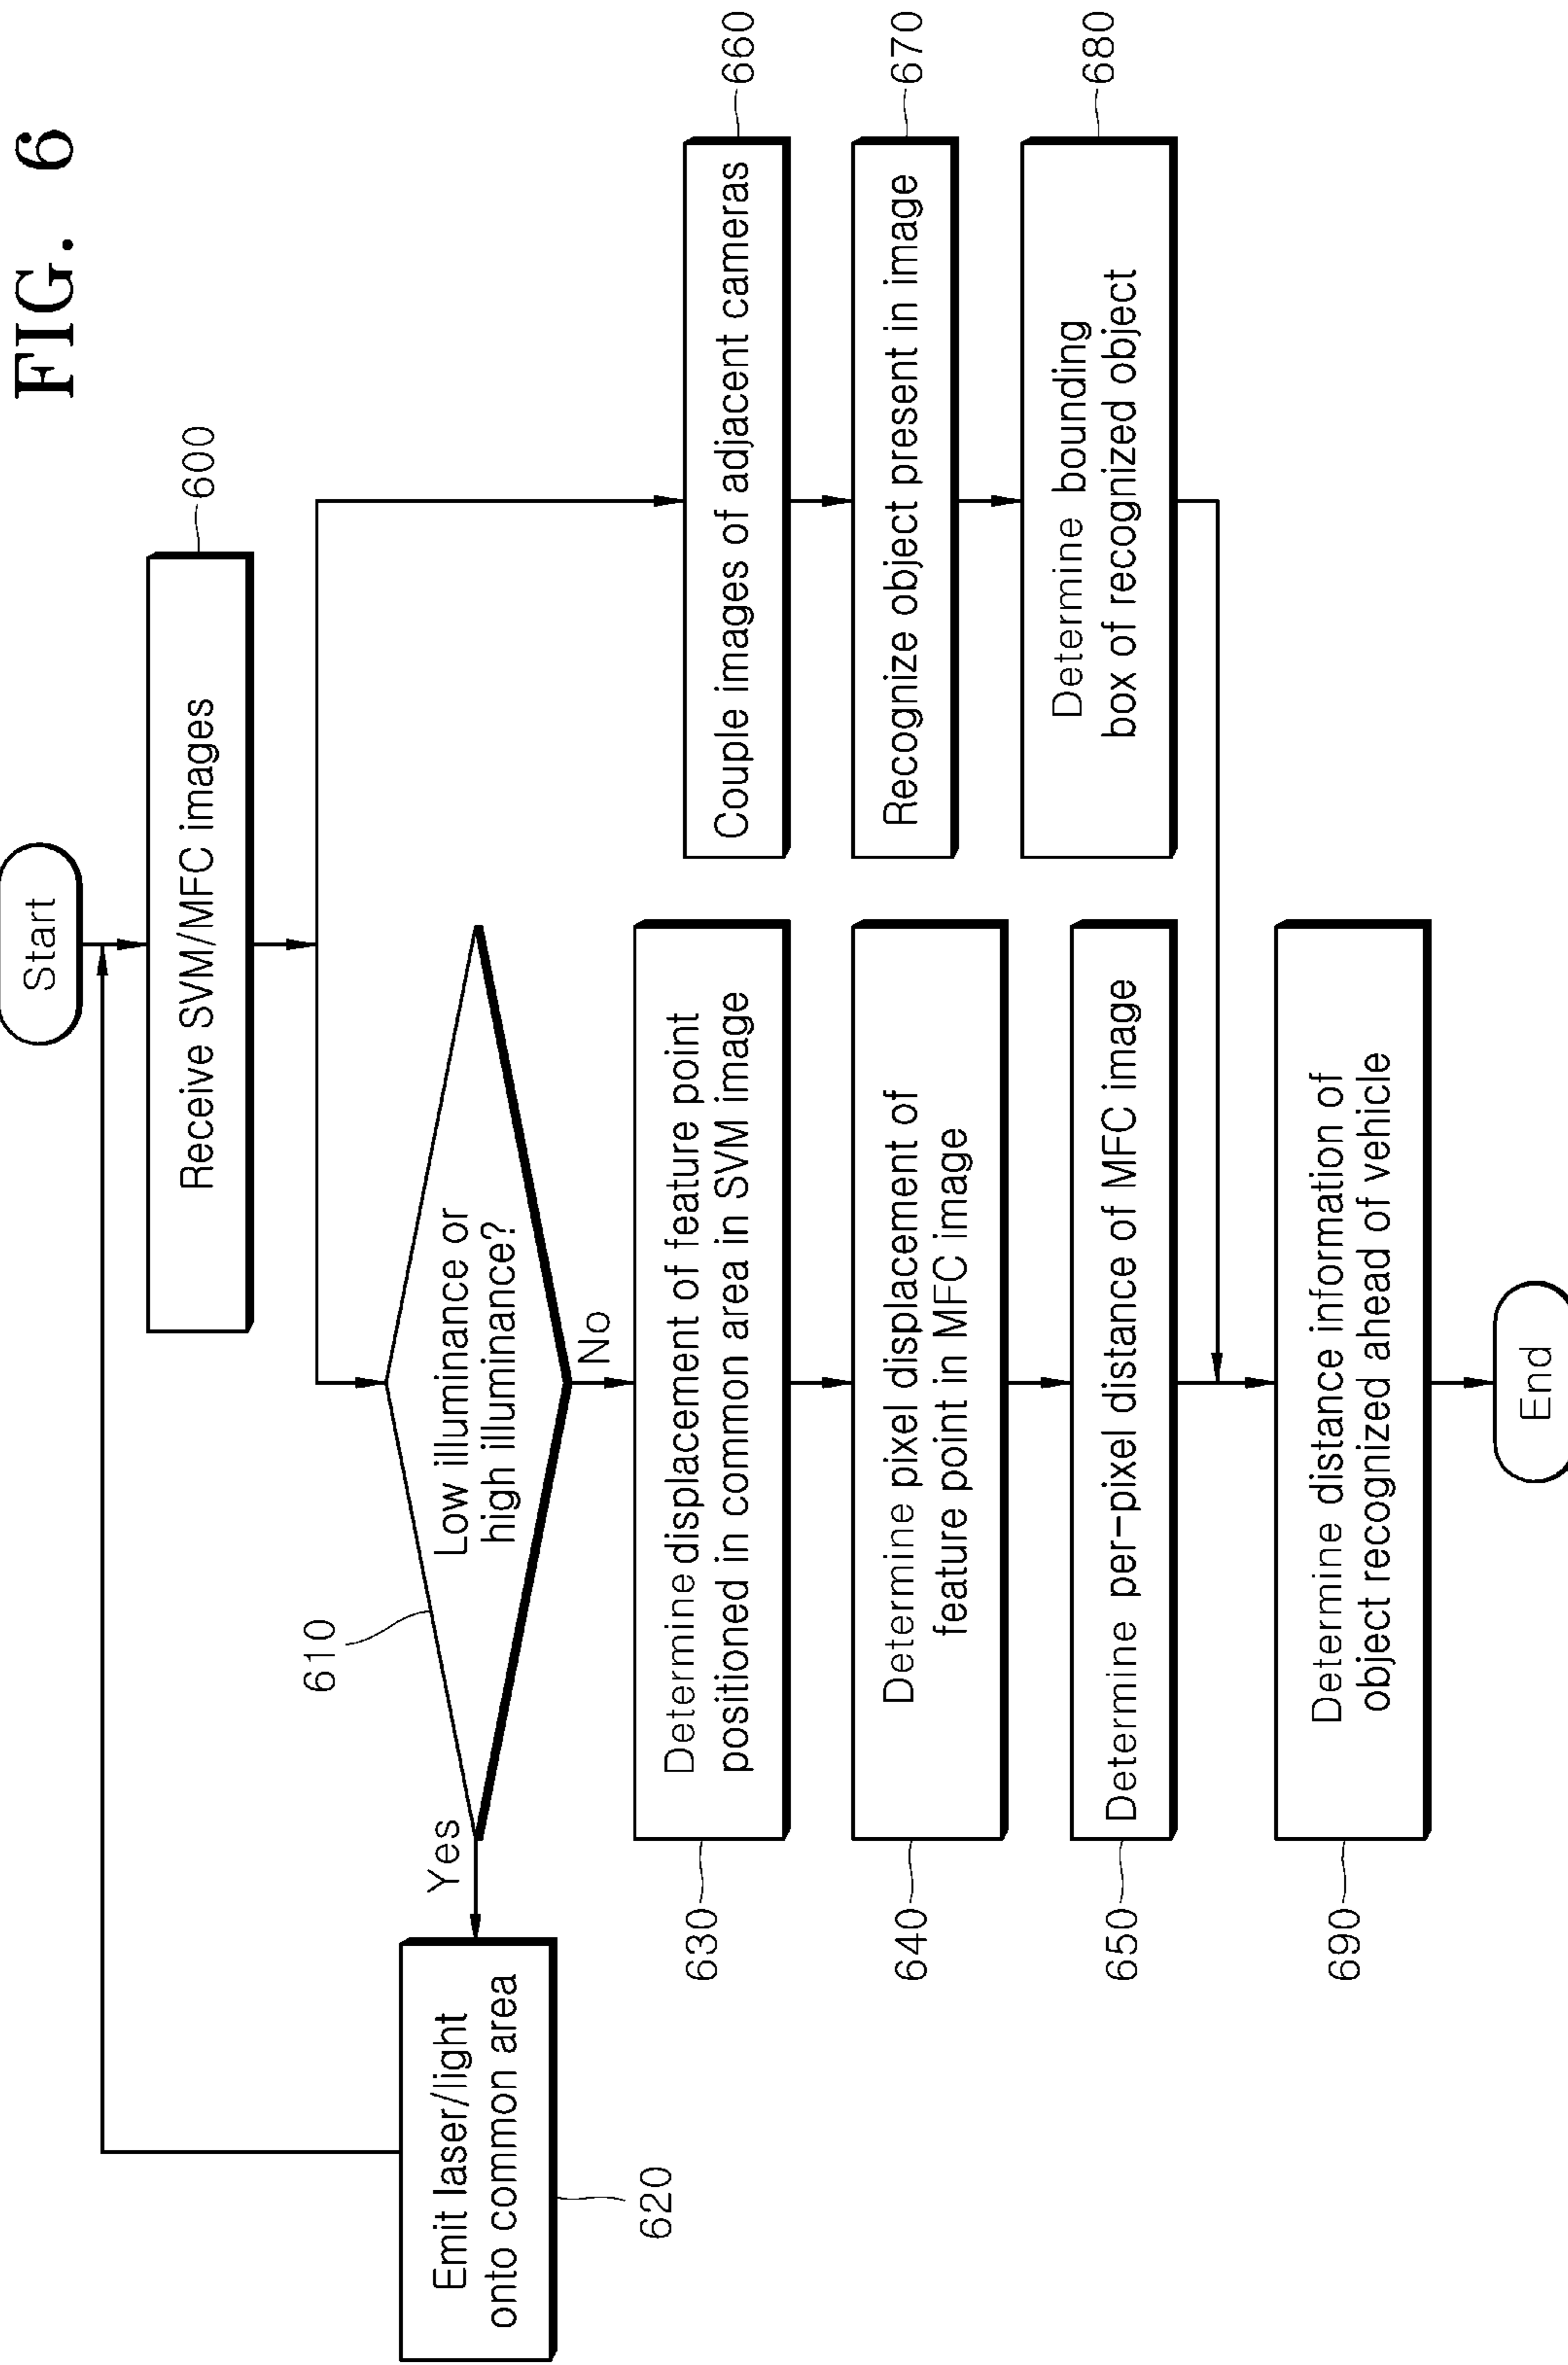 FIG. 6
Start
Receive SVM/MFC images
600
610
Low illuminance or
high illuminance?
Yes
No
Emit laser/light
onto common area
620
630
Determine displacement of feature point
positioned in common area in SVM image
640
Determine pixel displacement of
feature point in MFC image
650
Determine per-pixel distance of MFC image
Couple images of adjacent cameras
660
Recognize object present in image
670
Determine bounding
box of recognized object
680
690
Determine distance information of
object recognized ahead of vehicle
End